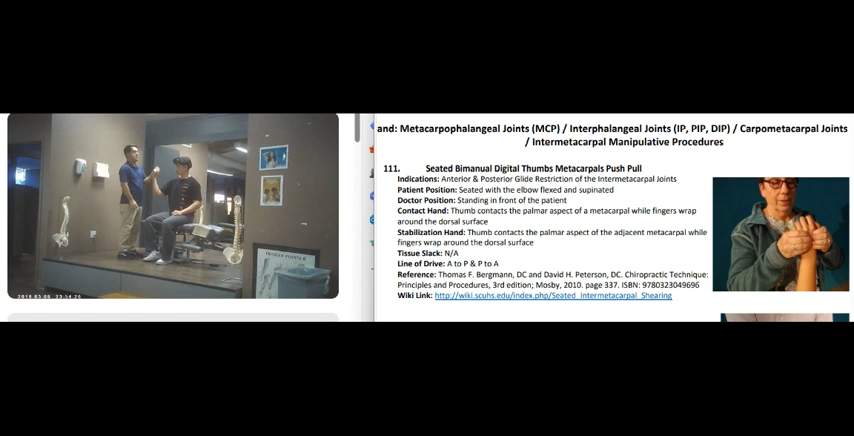 and: Metacarpophalangeal Joints (MCP) / Interphalangeal Joints (IP, PIP, DIP) / Carpometacarpal Joints
/ Intermetacarpal Manipulative Procedures
111. Seated Bimanual Digital Thumbs Metacarpals Push Pull
Indications: Anterior & Posterior Glide Restriction of the Intermetacarpal Joints
Patient Position: Seated with the elbow flexed and supinated
Doctor Position: Standing in front of the patient
Contact Hand: Thumb contacts the palmar aspect of a metacarpal while fingers wrap
around the dorsal surface
Stabilization Hand: Thumb contacts the palmar aspect of the adjacent metacarpal while
fingers wrap around the dorsal surface
Tissue Slack: N/A
Line of Drive: A to P & P to A
Reference: Thomas F. Bergmann, DC and David H. Peterson, DC. Chiropractic Technique:
Principles and Procedures, 3rd edition; Mosby, 2010. page 337. ISBN: 9780323049696
Wiki Link: http://wiki.scuhs.edu/index.php/Seated_Intermetacarpal_Shearing
TRIGGER POINTS II